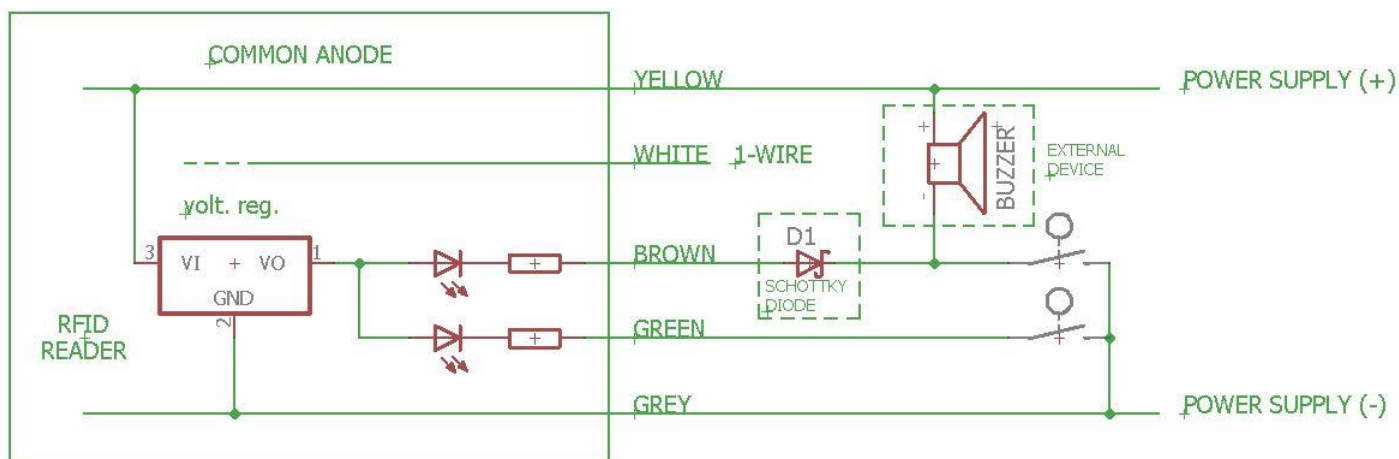 COMMON ANODE
YELLOW
POWER SUPPLY (+)
+
-
BUZZER
EXTERNAL
DEVICE
WHITE
1-WIRE
volt. reg.
3
VI
VO
1
GND
2
D1
SCHOTTKY
DIODE
BROWN
RFID
READER
GREEN
GREY
POWER SUPPLY (-)